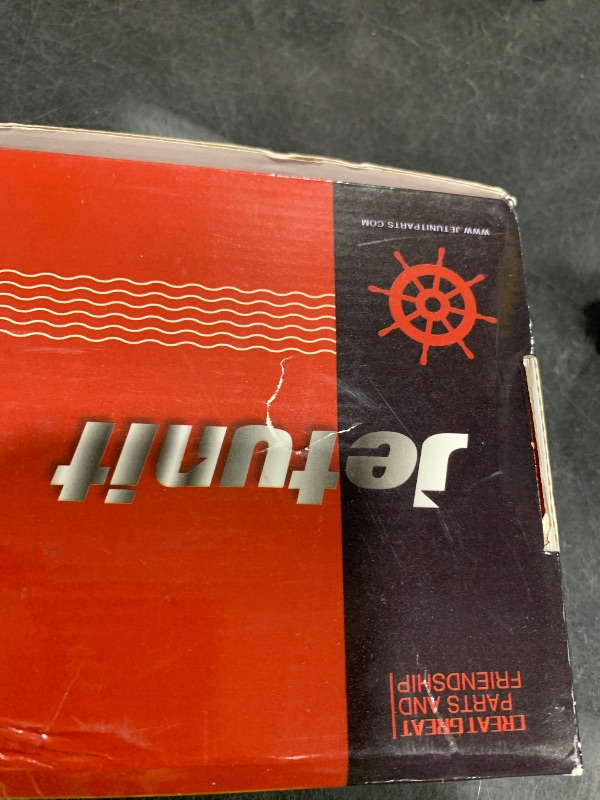 CREAT GREAT
PARTS AND
FRIENDSHIP
Jetunit
WWW.JETUNITPARTS.COM